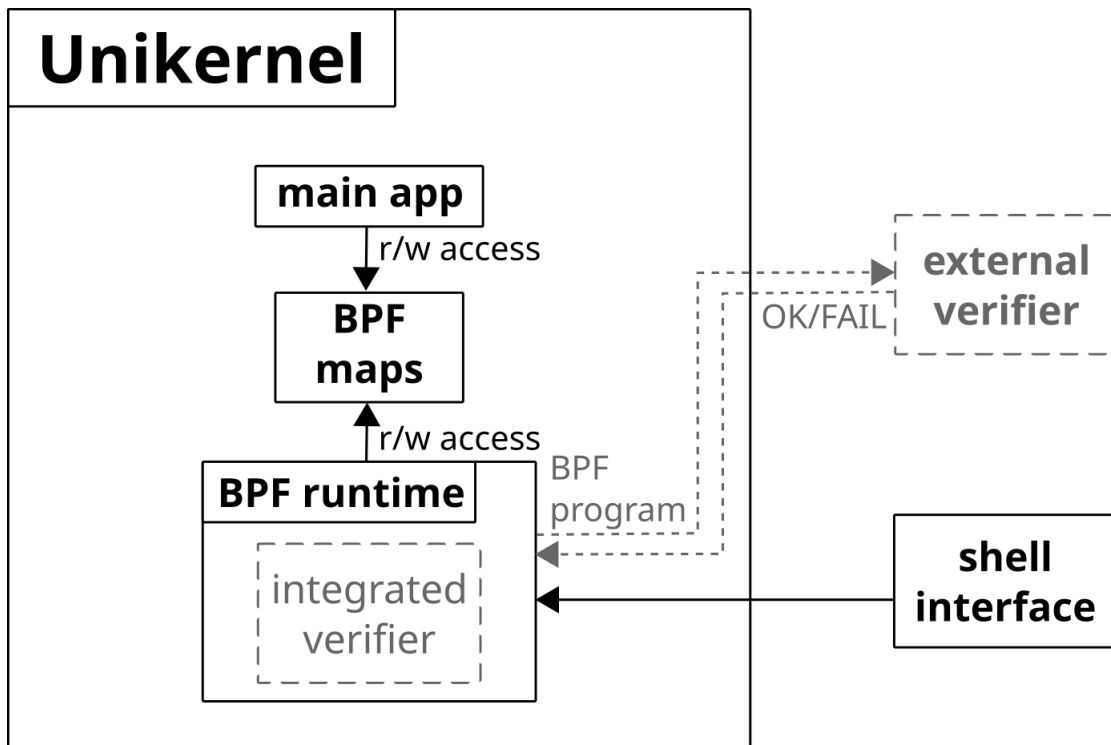 Unikernel
main app
r/w access
BPF
maps
r/w access
BPF runtime
integrated
verifier
BPF
program
OK/FAIL
external
verifier
shell
interface